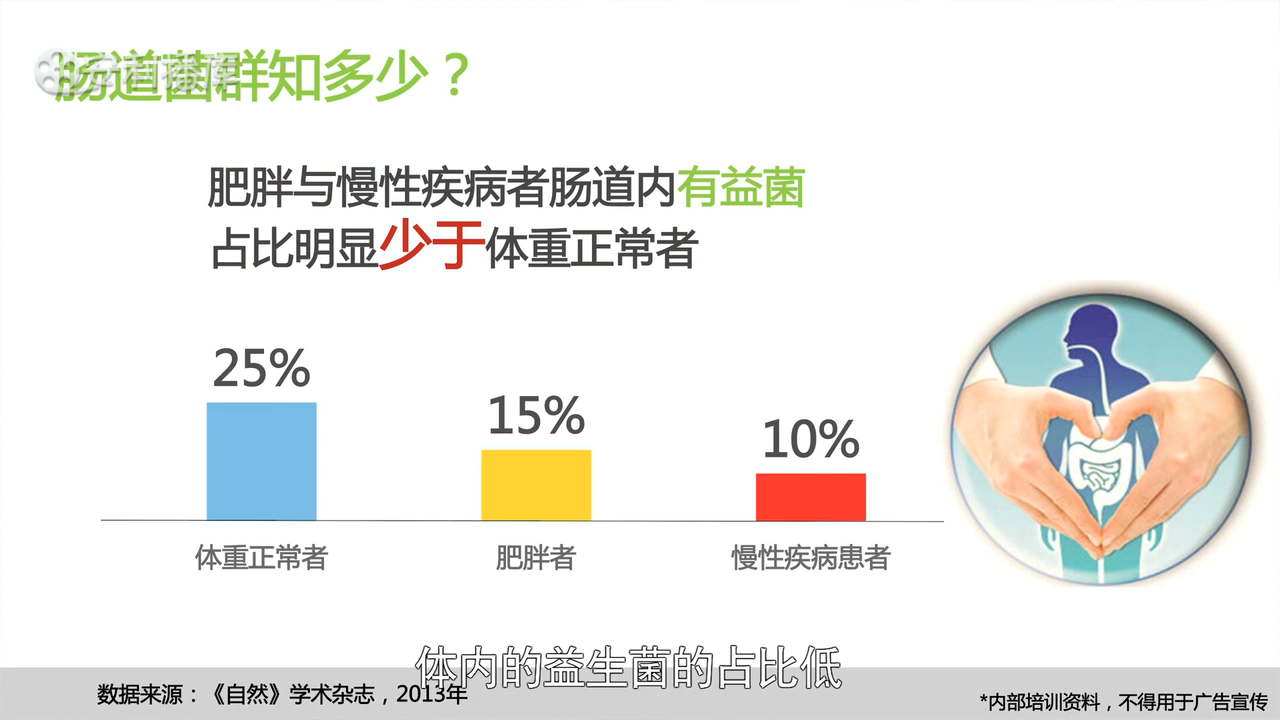 肠道菌群知多少？
安利播库
肥胖与慢性疾病者肠道内有益菌
占比明显少于体重正常者
25%
15%
10%
体重正常者
肥胖者
慢性疾病患者
体内的益生菌的占比低
数据来源：《自然》学术杂志，2013年
*内部培训资料，不得用于广告宣传